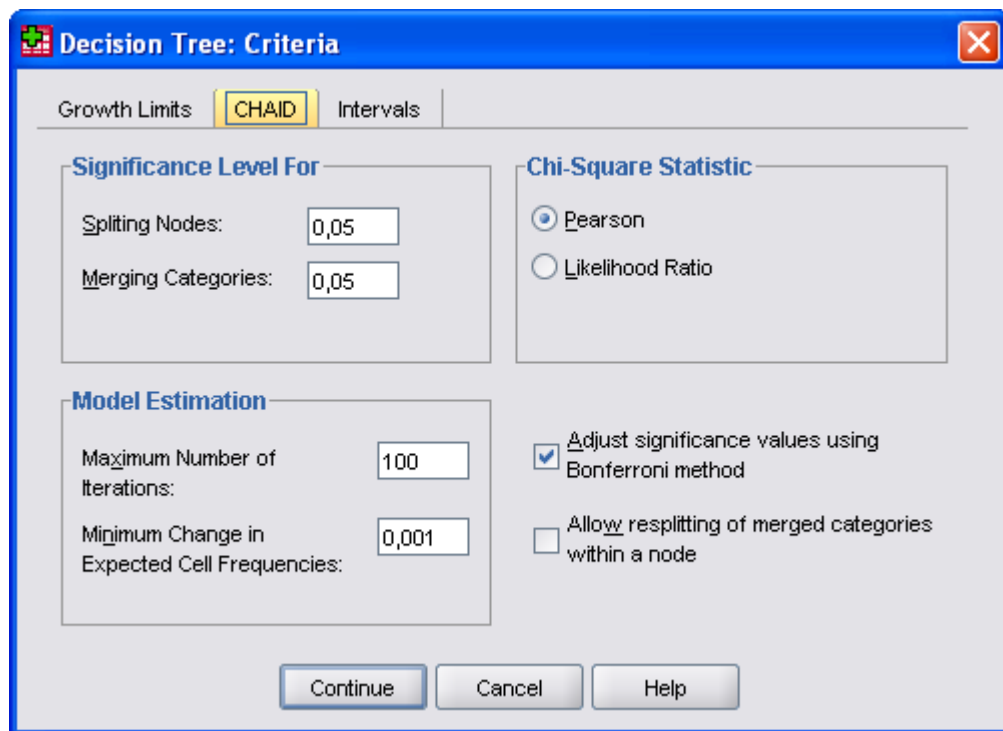 Decision Tree: Criteria
Growth Limits CHAID Intervals
Significance Level For
Spliting Nodes: 0,05
Merging Categories: 0,05
Chi-Square Statistic
Pearson
Likelihood Ratio
Model Estimation
Maximum Number of
Iterations: 100
Minimum Change in
Expected Cell Frequencies: 0,001
Adjust significance values using
Bonferroni method
Allow resplitting of merged categories
within a node
Continue Cancel Help